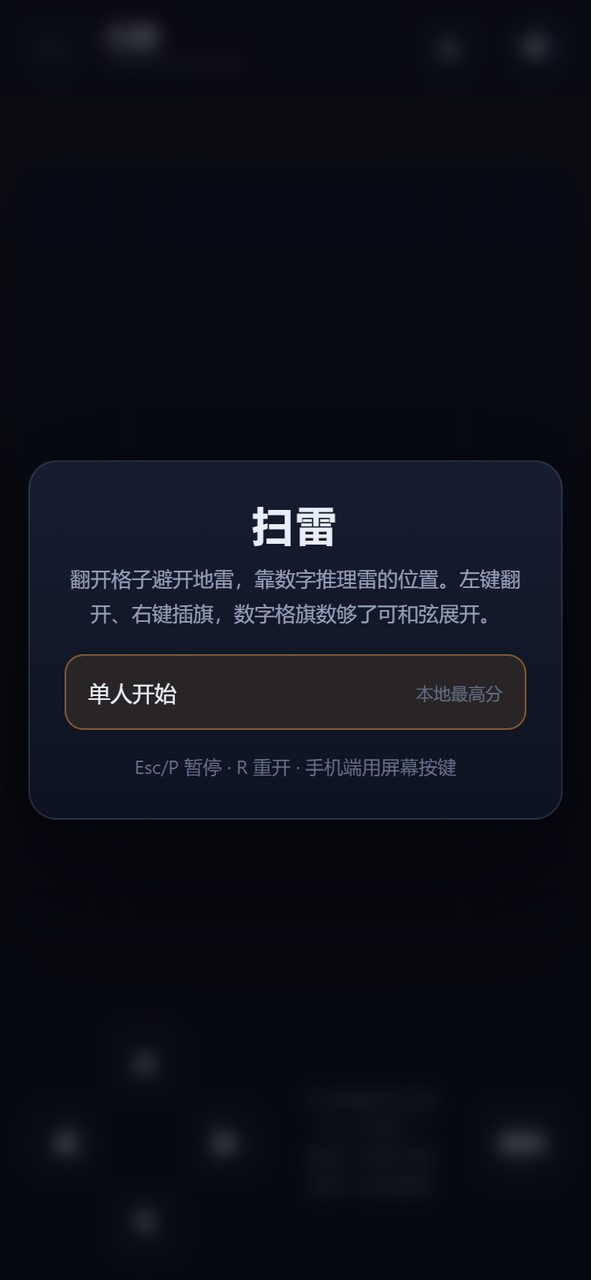 扫雷
翻开格子避开地雷，靠数字推理雷的位置。左键翻
开、右键插旗，数字格旗数够了可和弦展开。
单人开始 本地最高分
Esc/P 暂停 · R 重开 · 手机端用屏幕按键